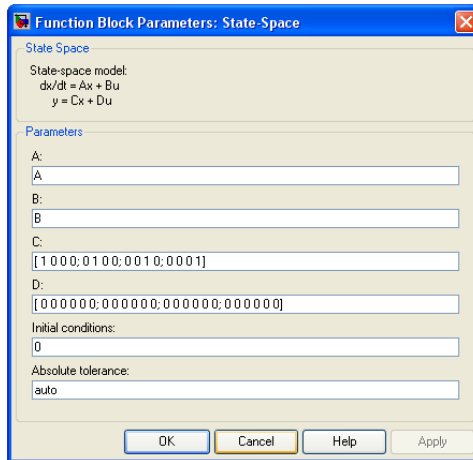 Function Block Parameters: State-Space
State Space
State-space model:
dx/dt = Ax + Bu
y = Cx + Du
Parameters
A:
A
B:
B
C:
[1 0 0 0; 0 1 0 0; 0 0 1 0; 0 0 0 1]
D:
[0 0 0 0 0 0; 0 0 0 0 0 0; 0 0 0 0 0 0; 0 0 0 0 0 0]
Initial conditions:
0
Absolute tolerance:
auto
OK Cancel Help Apply